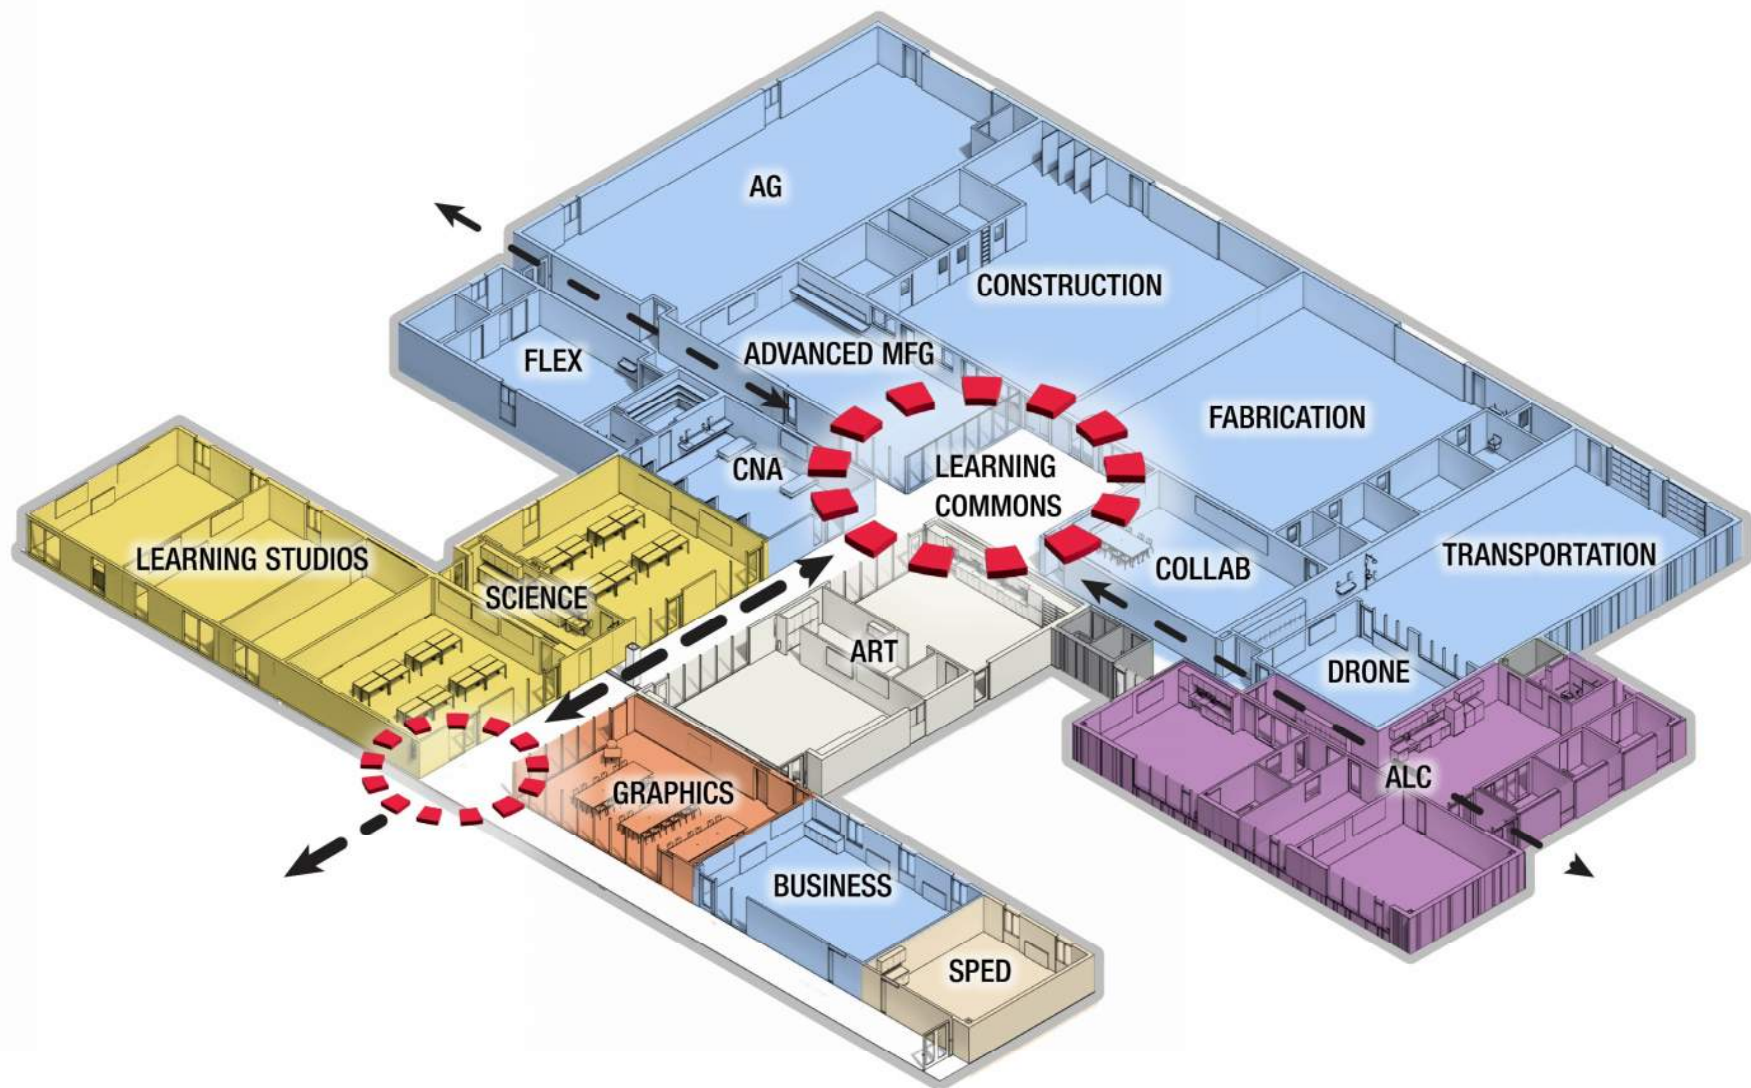 AG
CONSTRUCTION
ADVANCED MFG
FLEX
FABRICATION
CNA
LEARNING
COMMONS
LEARNING STUDIOS
TRANSPORTATION
COLLAB
SCIENCE
ART
DRONE
ALC
GRAPHICS
BUSINESS
SPED